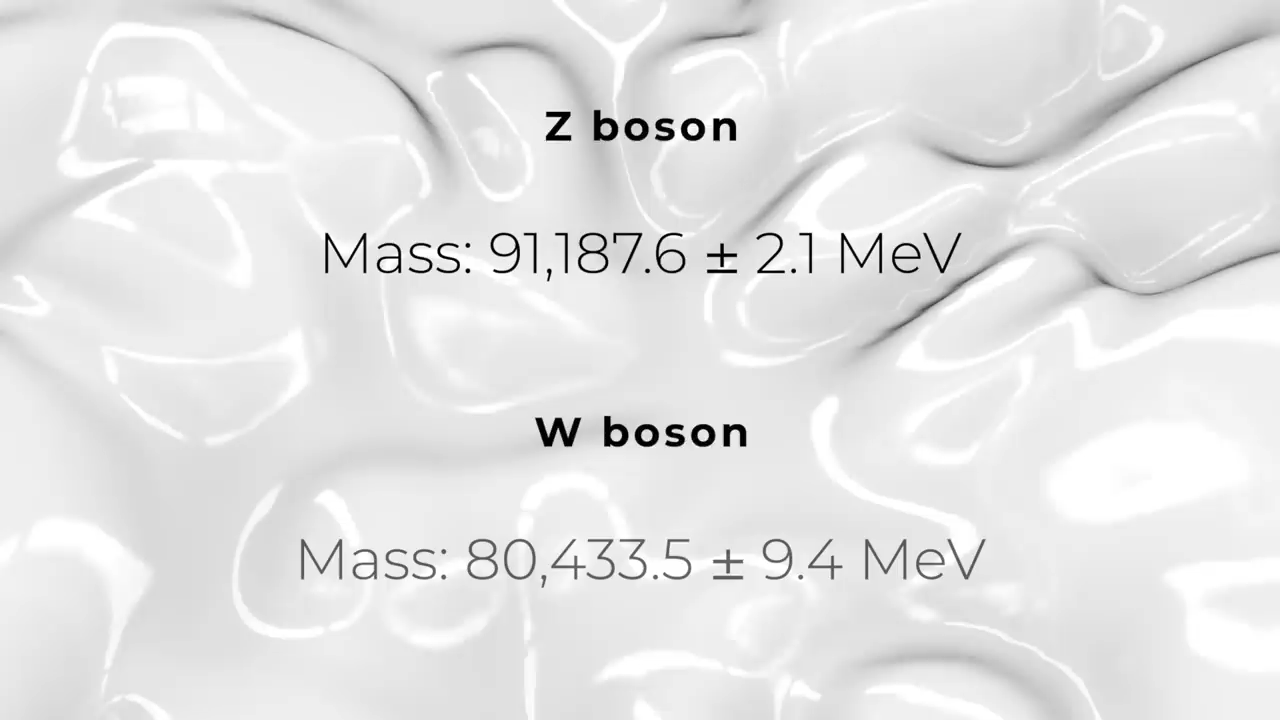 Z boson
Mass: 91,187.6 ± 2.1 MeV
W boson
Mass: 80,433.5 ± 9.4 MeV